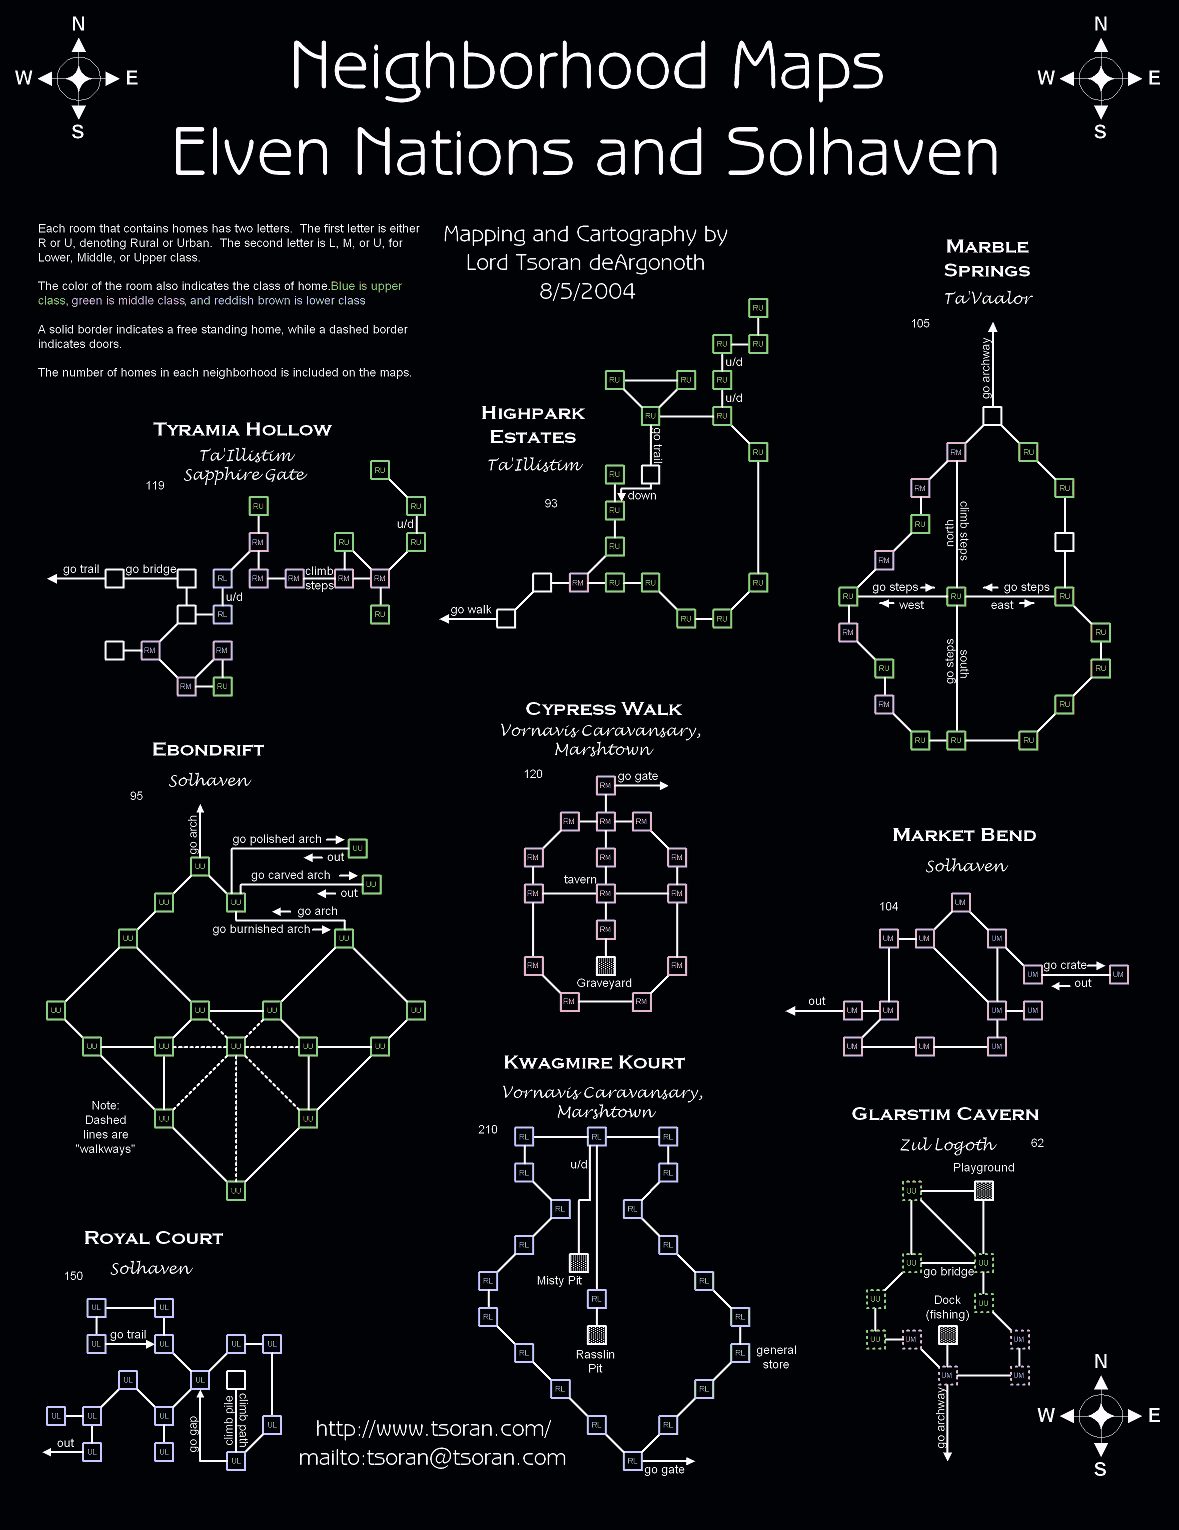 N
W E
S
N
W E
S
Neighborhood Maps
Elven Nations and Solhaven
Each room that contains homes has two letters. The first letter is either
R or U, denoting Rural or Urban. The second letter is L, M, or U, for
Lower, Middle, or Upper class.
The color of the room also indicates the class of home.Blue is upper
class, green is middle class, and reddish brown is lower class
A solid border indicates a free standing home, while a dashed border
indicates doors.
The number of homes in each neighborhood is included on the maps.
Mapping and Cartography by
Lord Tsoran deArgonoth
8/5/2004
Tyramia Hollow
Ta'Illistim
Sapphire Gate
119
RU
RU
RU
u/d
RM
RU
RU
go trail
go bridge
RL
RM
RM
climb
steps
RM
RM
u/d
RL
RU
RM
RM
RM
RU
Highpark
Estates
Ta'Illistim
93
RU
RU
RU
u/d
RU
RU
RU
u/d
RU
RU
go trail
RU
RU
down
RU
RU
RM
RU
RU
RU
go walk
RU
RU
Marble
Springs
Ta'Vaalor
105
go archway
RM
RU
RM
RU
RU
north
climb steps
RM
go steps
go steps
RU
RU
RU
west
east
RM
RU
RU
go steps
south
RU
RM
RU
RU
RU
RU
Ebondrift
Solhaven
95
go arch
go polished arch
UU
out
UU
go carved arch
UU
out
UU
UU
go arch
go burnished arch
UU
UU
UU
UU
UU
UU
UU
UU
UU
UU
UU
Note:
Dashed
lines are
"walkways"
UU
UU
UU
Cypress Walk
Vornavis Caravansary,
Marshtown
120
RM
go gate
RM
RM
RM
RM
RM
RM
tavern
RM
RM
RM
RM
RM
RM
Graveyard
RM
RM
Market Bend
Solhaven
104
UM
UM
UM
UM
UM
go crate
UM
out
out
UM
UM
UM
UM
UM
UM
UM
Kwagmire Kourt
Vornavis Caravansary,
Marshtown
210
RL
RL
RL
u/d
RL
RL
RL
RL
RL
RL
Misty Pit
RL
RL
RL
RL
RL
Rasslin
Pit
RL
RL
general
store
RL
RL
RL
RL
RL
go gate
Glarstim Cavern
Zul Logoth
62
Playground
UU
UU
UU
go bridge
UU
UU
Dock
(fishing)
UU
UM
UM
UM
UM
go archway
Royal Court
Solhaven
150
UL
UL
UL
go trail
UL
UL
UL
UL
UL
UL
UL
UL
UL
out
UL
UL
go gap
climb pile
climb path
UL
UL
http://www.tsoran.com/
mailto:tsoran@tsoran.com
N
W E
S